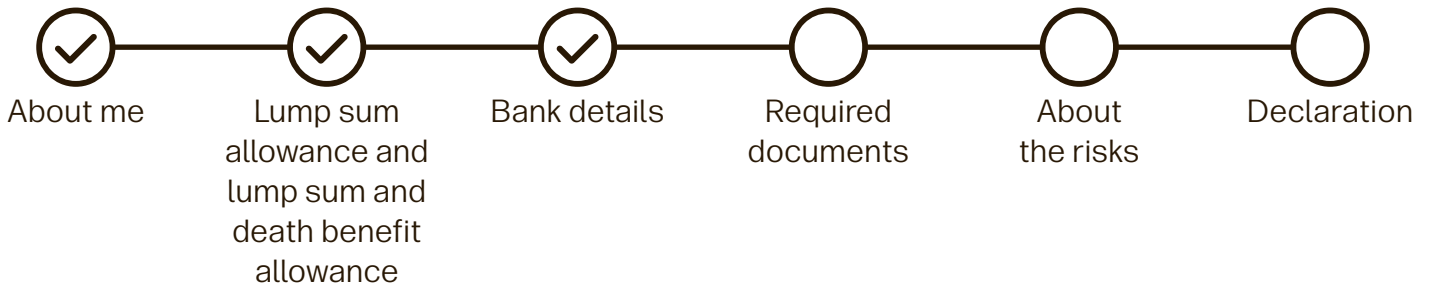 About me
Lump sum
allowance and
lump sum and
death benefit
allowance
Bank details
Required
documents
About
the risks
Declaration